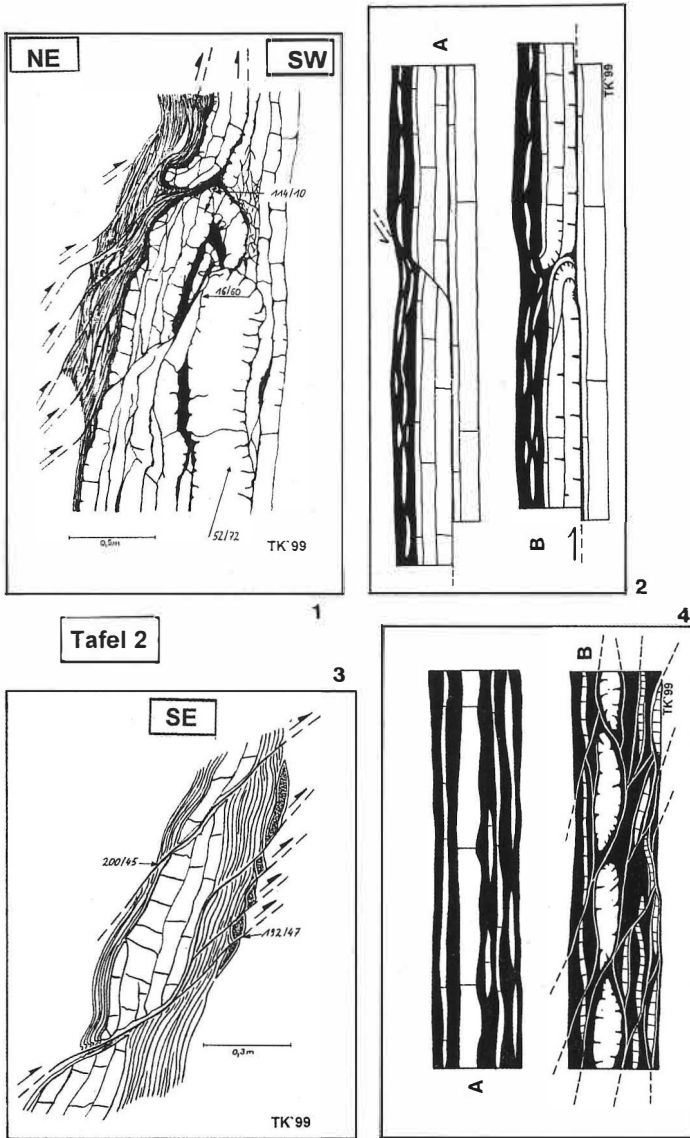 NE
SW
114/10
16/60
52/72
0,5m
TK'99
1
A
TK'99
B
2
Tafel 2
3
SE
200/45
192/47
0,3m
TK'99
4
B
TK'99
A